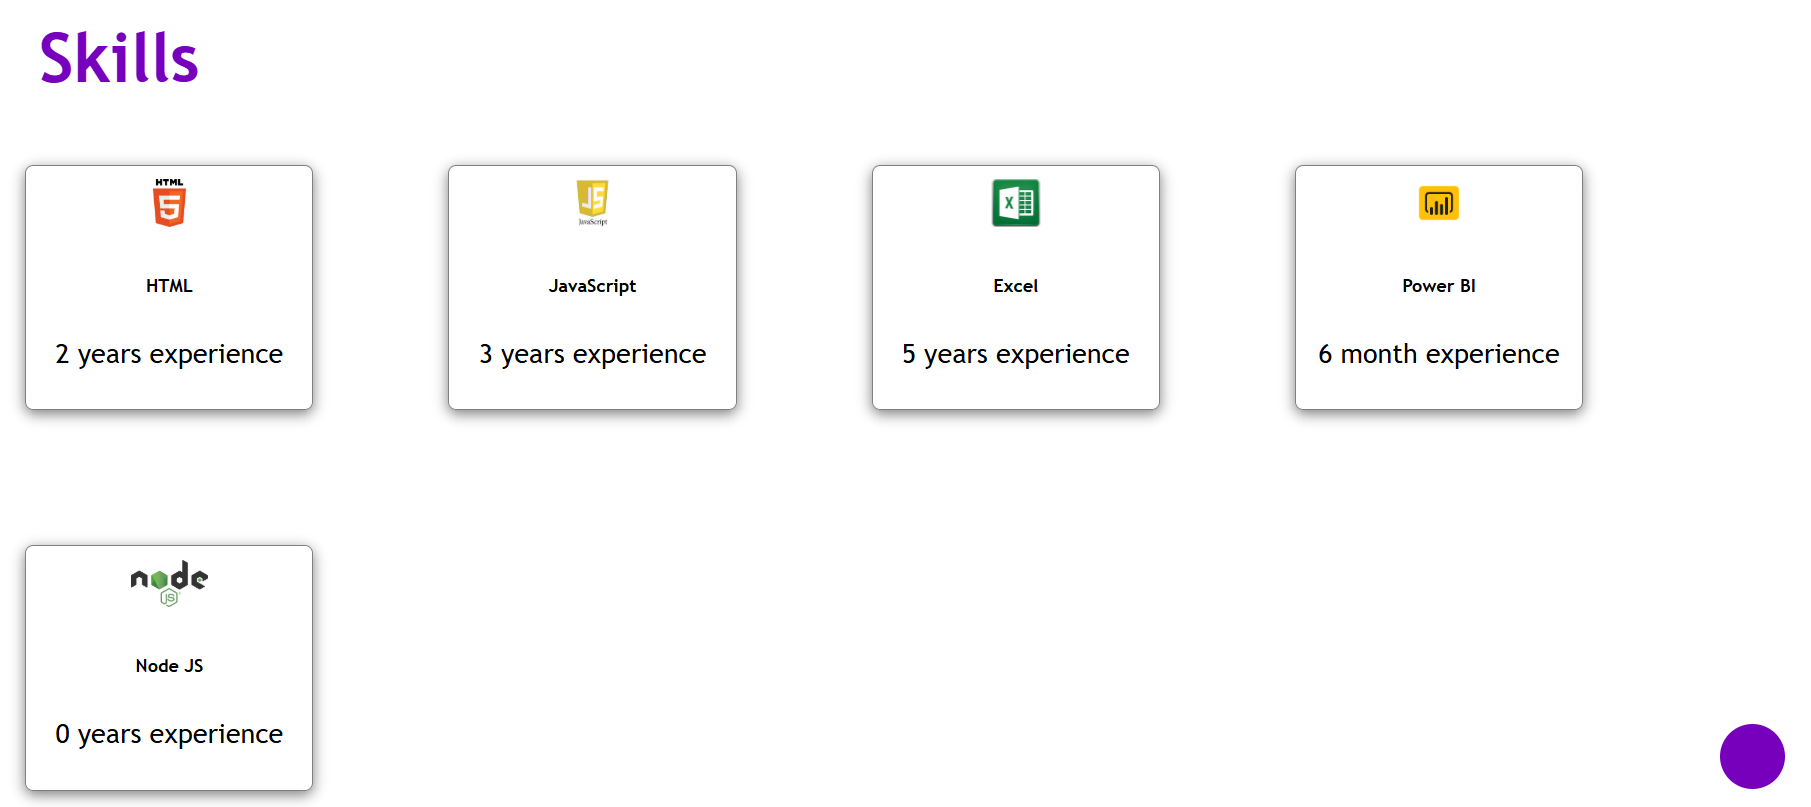 Skills
HTML
5
HTML
2 years experience
JS
JavaScript
JavaScript
3 years experience
X
Excel
5 years experience
Power BI
6 month experience
node
JS
Node JS
0 years experience